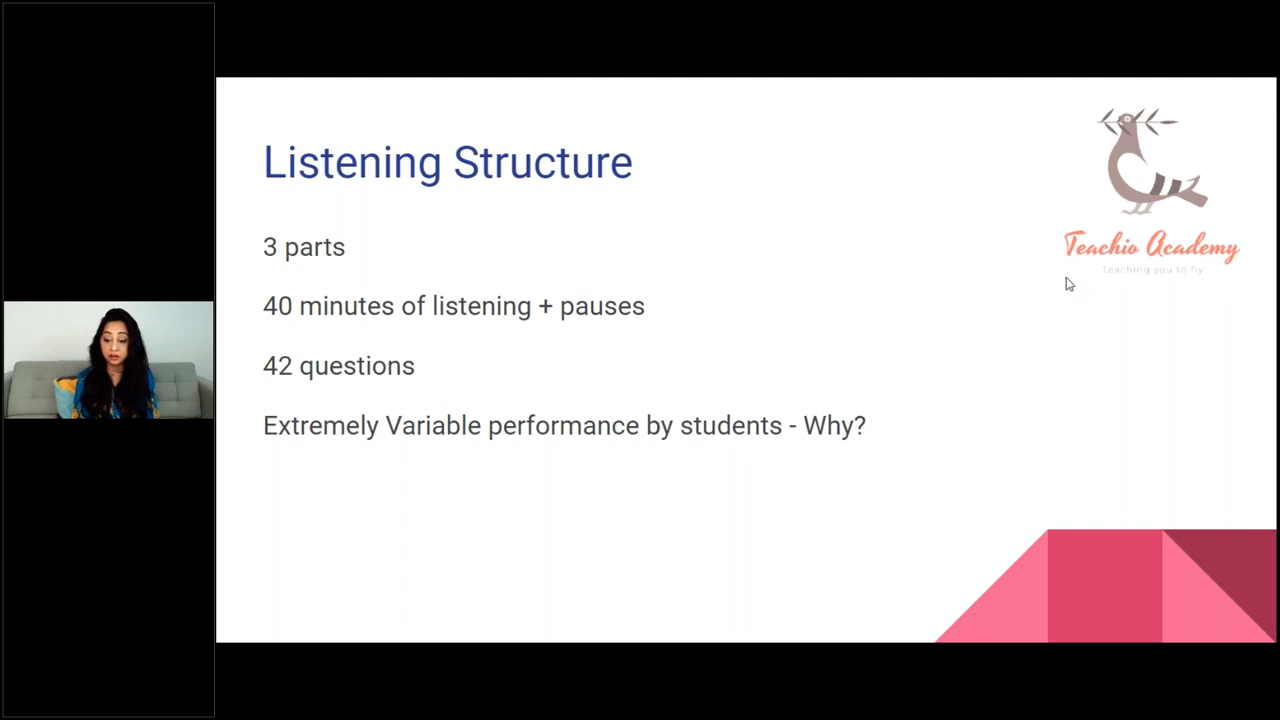 Listening Structure
3 parts
40 minutes of listening + pauses
42 questions
Extremely Variable performance by students - Why?
Teachio Academy
Teaching you to fly